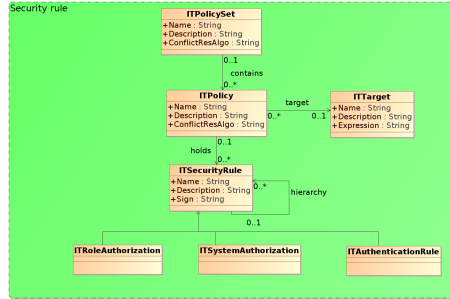 Security rule
ITPolicySet
+Name : String
+Description : String
+ConflictResAlgo : String
0..1
contains
0..*
ITPolicy
+Name : String
+Description : String
+ConflictResAlgo : String
target
0..*
0..1
ITTarget
+Name : String
+Description : String
+Expression : String
0..1
holds
0..*
ITSecurityRule
+Name : String
+Description : String
+Sign : String
0..*
hierarchy
0..1
ITRoleAuthorization
ITSystemAuthorization
ITAuthenticationRule